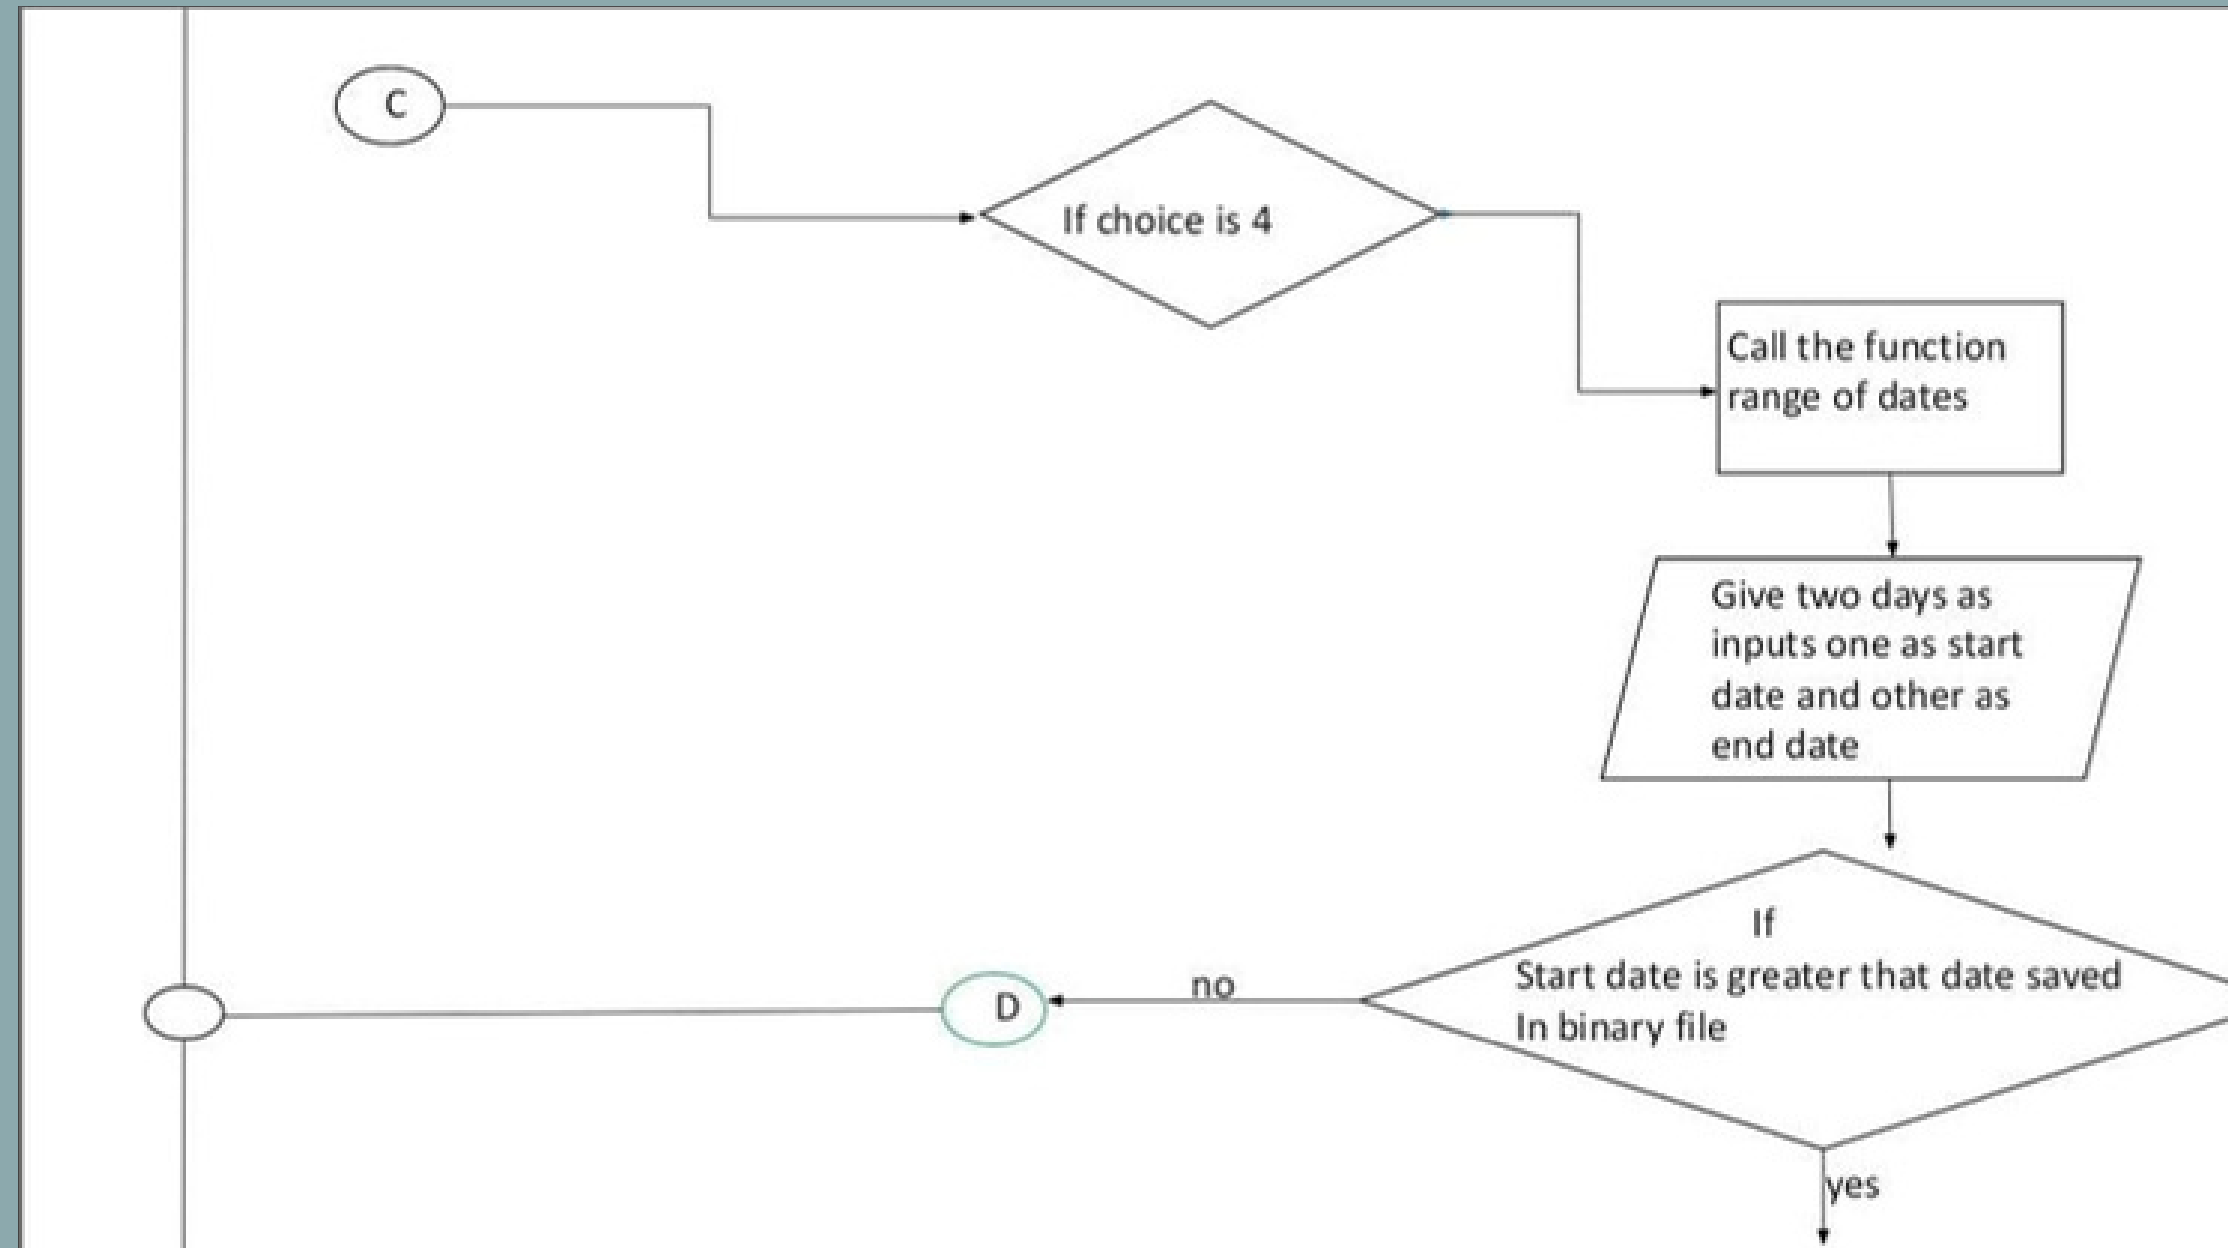 C
If choice is 4
Call the function
range of dates
Give two days as
inputs one as start
date and other as
end date
If
Start date is greater that date saved
In binary file
no
D
yes